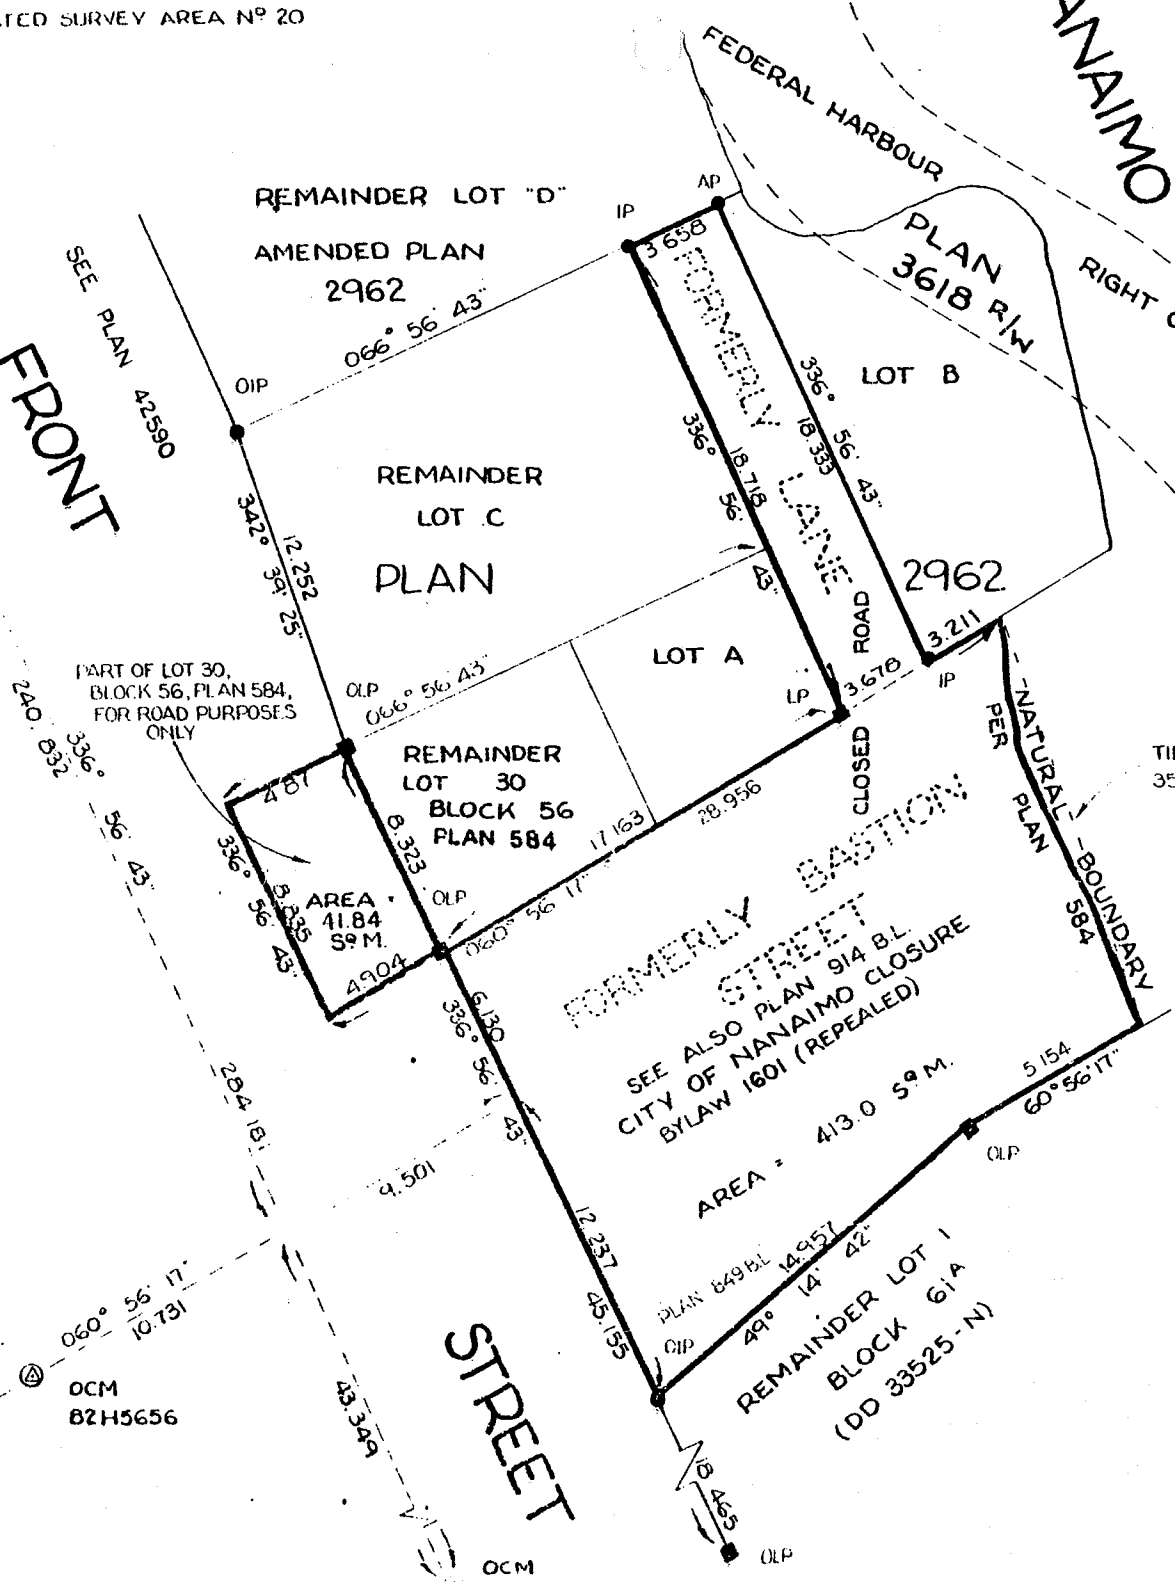 TED SURVEY AREA Nº 20
ANAIMO
FEDERAL HARBOUR
RIGHT
REMAINDER LOT "D"
AMENDED PLAN
2962
066° 56' 43"
SEE PLAN 42590
FRONT
OIP
IP
AP
3.658
PLAN
3618 R/W
LOT B
FORMERLY LANE
336° 56' 43"
18.333
336° 56' 43"
18.718
REMAINDER
LOT C
PLAN
2962
342° 39' 25"
12.252
LOT A
CLOSED ROAD
3.211
3.678
IP
LP
PART OF LOT 30,
BLOCK 56, PLAN 584,
FOR ROAD PURPOSES
ONLY
OLP
066° 56' 43"
REMAINDER
LOT 30
BLOCK 56
PLAN 584
4.87
8.323
336° 56' 43"
8.835
AREA
41.84
Sq M.
4.904
OLP
060° 56' 17"
17.163
28.956
240.832
336° 56' 43"
284.181
NATURAL BOUNDARY
PER PLAN 584
FORMERLY BASTION
STREET
SEE ALSO PLAN 914 B.L.
CITY OF NANAIMO CLOSURE
BYLAW 1601 (REPEALED)
AREA = 413.0 Sq M.
5.154
60° 56' 17"
OLP
6.130
336° 56' 43"
9.501
12.237
45.155
PLAN 849 B.L.
14.957
49° 14' 42"
OIP
REMAINDER LOT 1
BLOCK 61A
(DD 33525-N)
060° 56' 17"
10.731
OCM
82H5656
43.349
STREET
18.465
OLP
OCM